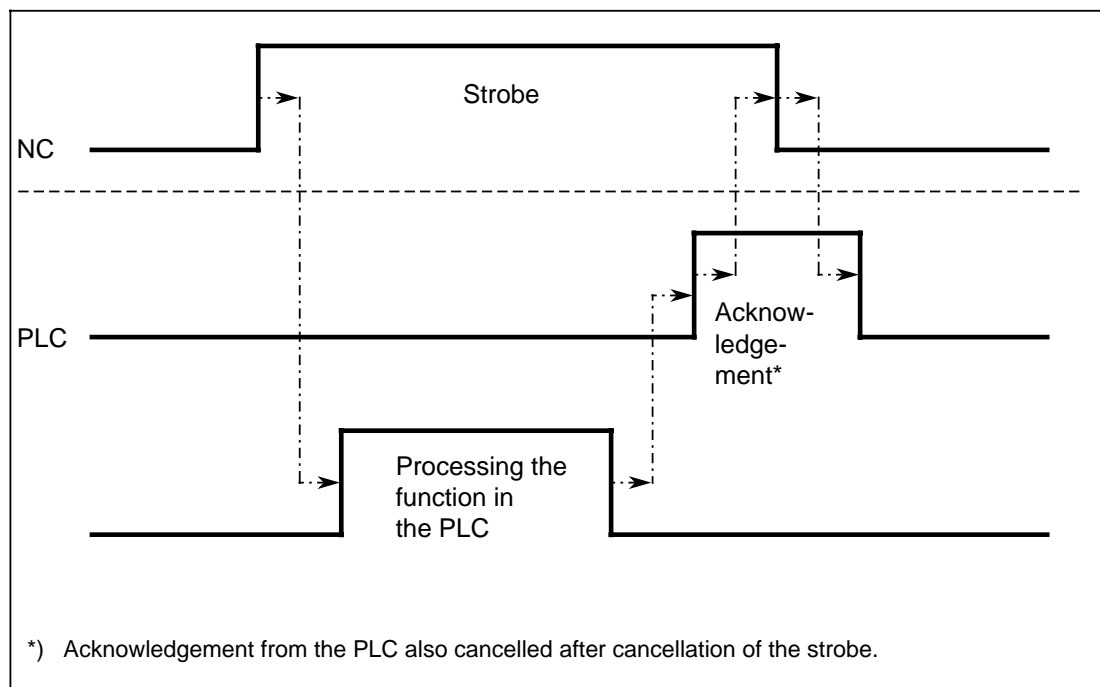 Strobe
NC
PLC
Acknow-
ledge-
ment*
Processing the
function in
the PLC
*) Acknowledgement from the PLC also cancelled after cancellation of the strobe.